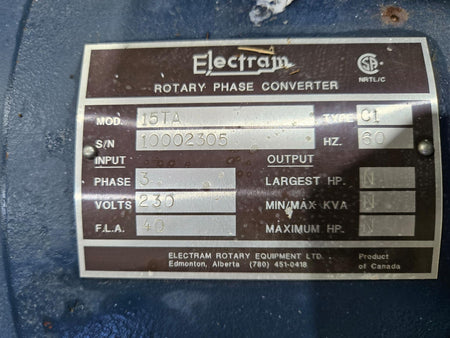 Electram
ROTARY PHASE CONVERTER
NRTL/C
MOD. 15TA TYPE C1
S/N 10002305 HZ. 60
INPUT OUTPUT
PHASE 3 LARGEST HP. N
VOLTS 230 MIN/MAX KVA N
F.L.A. 40 MAXIMUM HP. N
ELECTRAM ROTARY EQUIPMENT LTD. Product
Edmonton, Alberta (780) 451-0418 of Canada